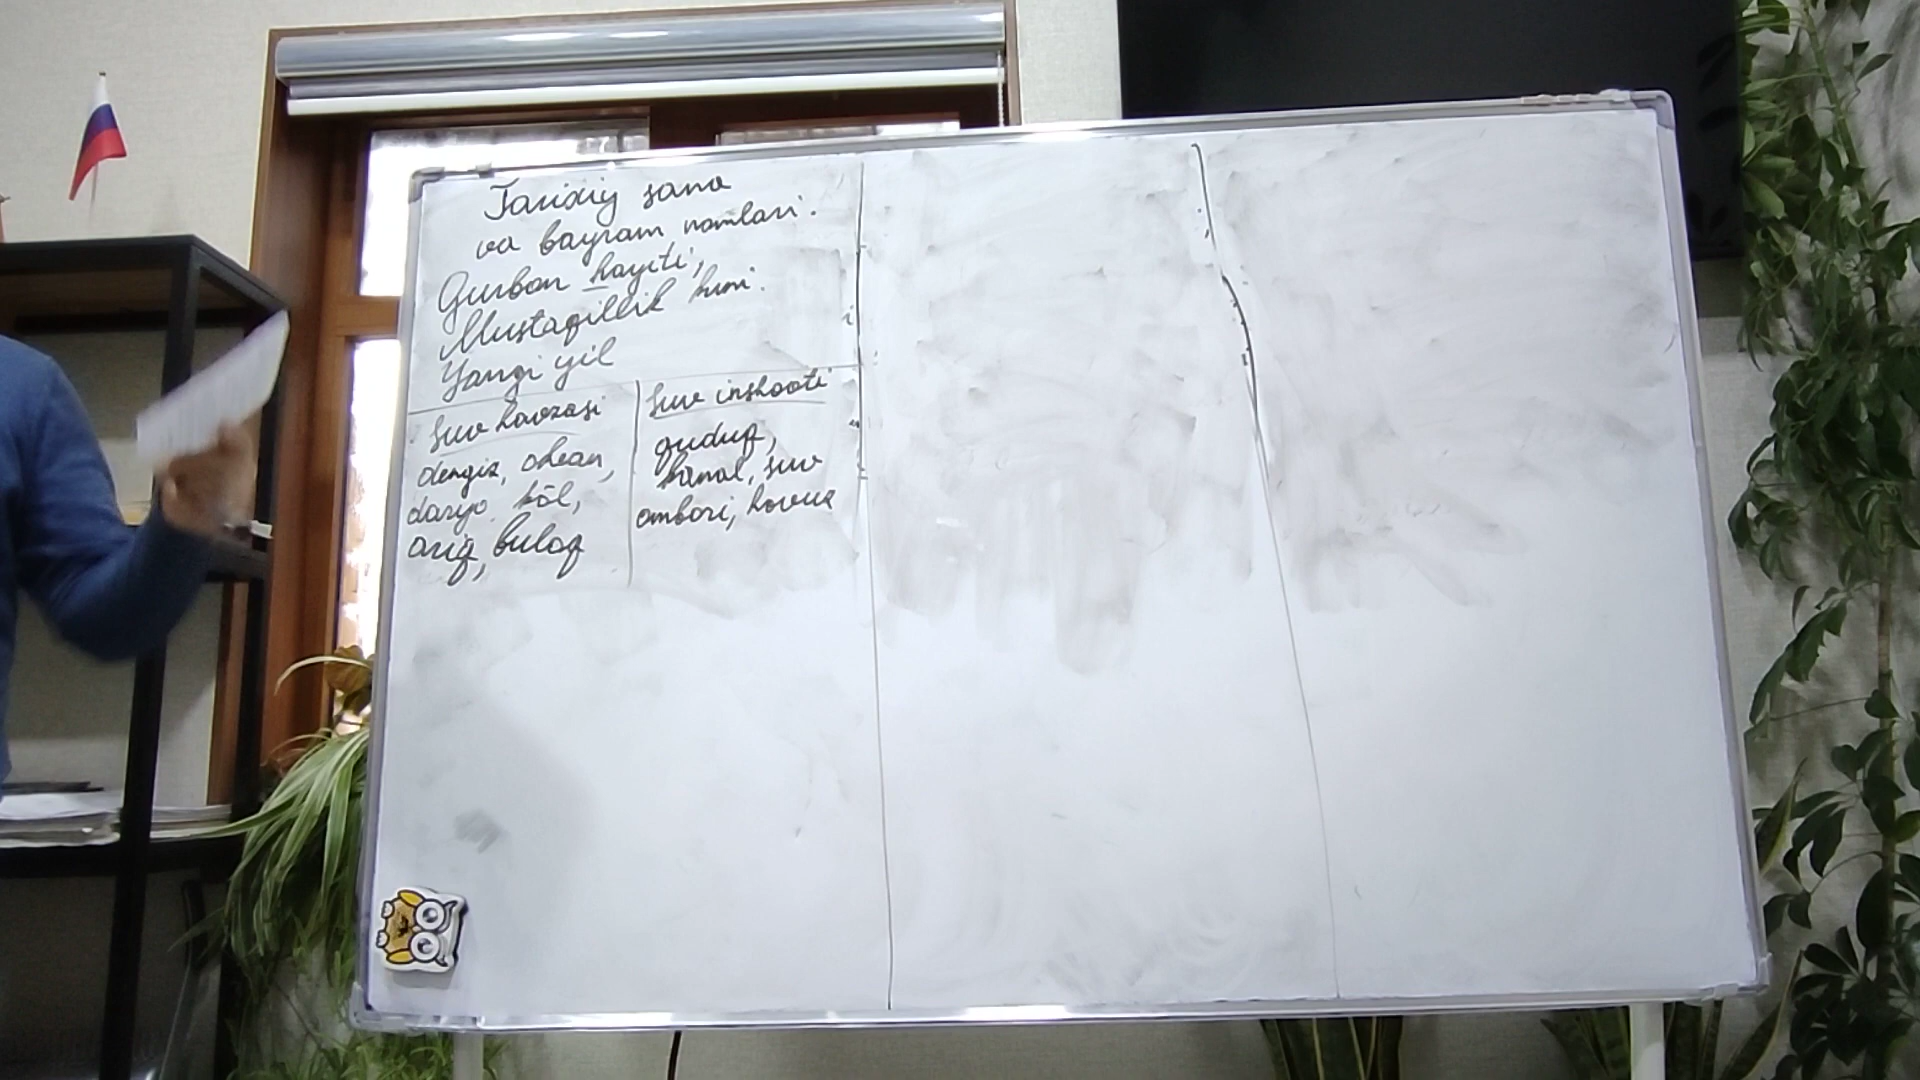 Tarixiy sana
va bayram nomlari.
Qurbon hayiti,
Mustaqillik kuni.
Yangi yil
Suv havzasi
dengiz, okean,
daryo, kōl,
ariq, buloq
Suv inshooti
quduq,
kanal, suv
ombori, hovuz